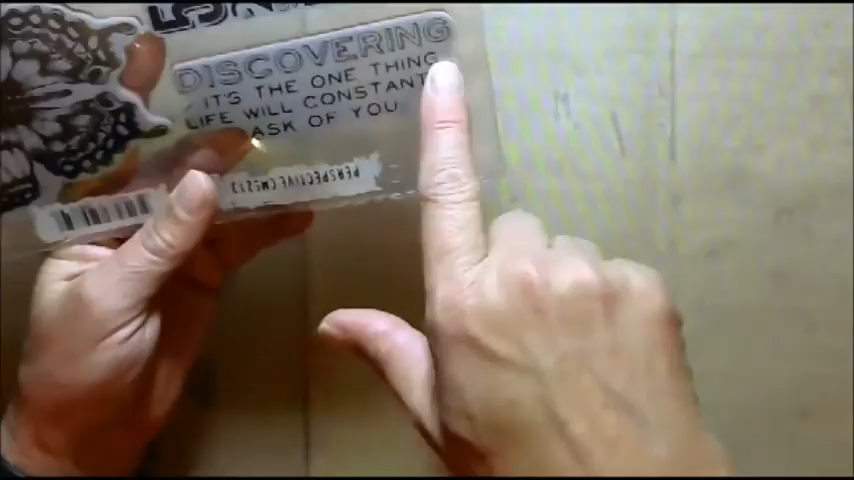 DISCOVERING
IT'S THE ONE THING
LIFE WILL CONSTANT
ASK OF YOU
PERSPECTIVE CMS213